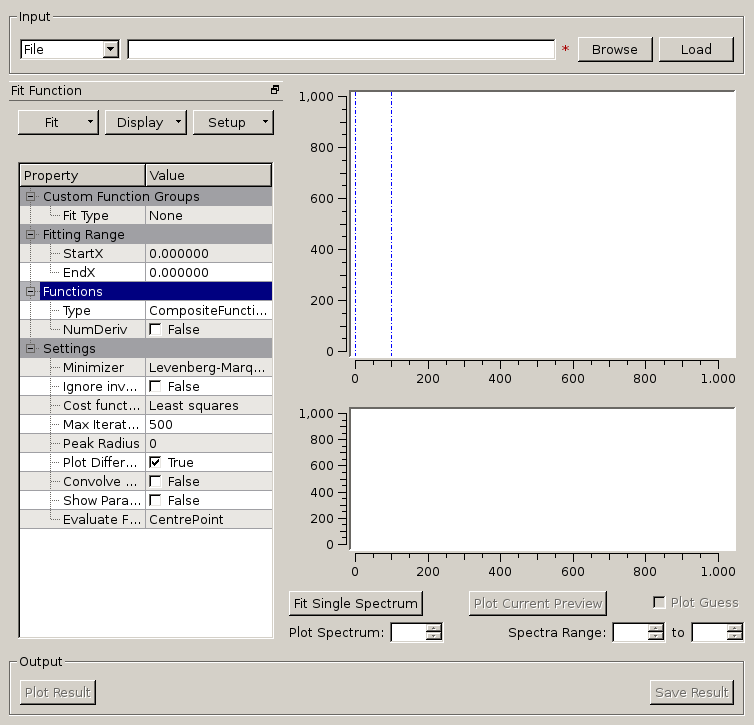 Input
File * Browse Load
Fit Function
Fit Display Setup
Property Value
Custom Function Groups
Fit Type None
Fitting Range
StartX 0.000000
EndX 0.000000
Functions
Type CompositeFuncti...
NumDeriv False
Settings
Minimizer Levenberg-Marq...
Ignore inv... False
Cost funct... Least squares
Max Iterat... 500
Peak Radius 0
Plot Differ... True
Convolve ... False
Show Para... False
Evaluate F... CentrePoint
1,000
800
600
400
200
0
0 200 400 600 800 1.000
1,000
800
600
400
200
0
0 200 400 600 800 1.000
Fit Single Spectrum Plot Current Preview Plot Guess
Plot Spectrum: Spectra Range: to
Output
Plot Result Save Result